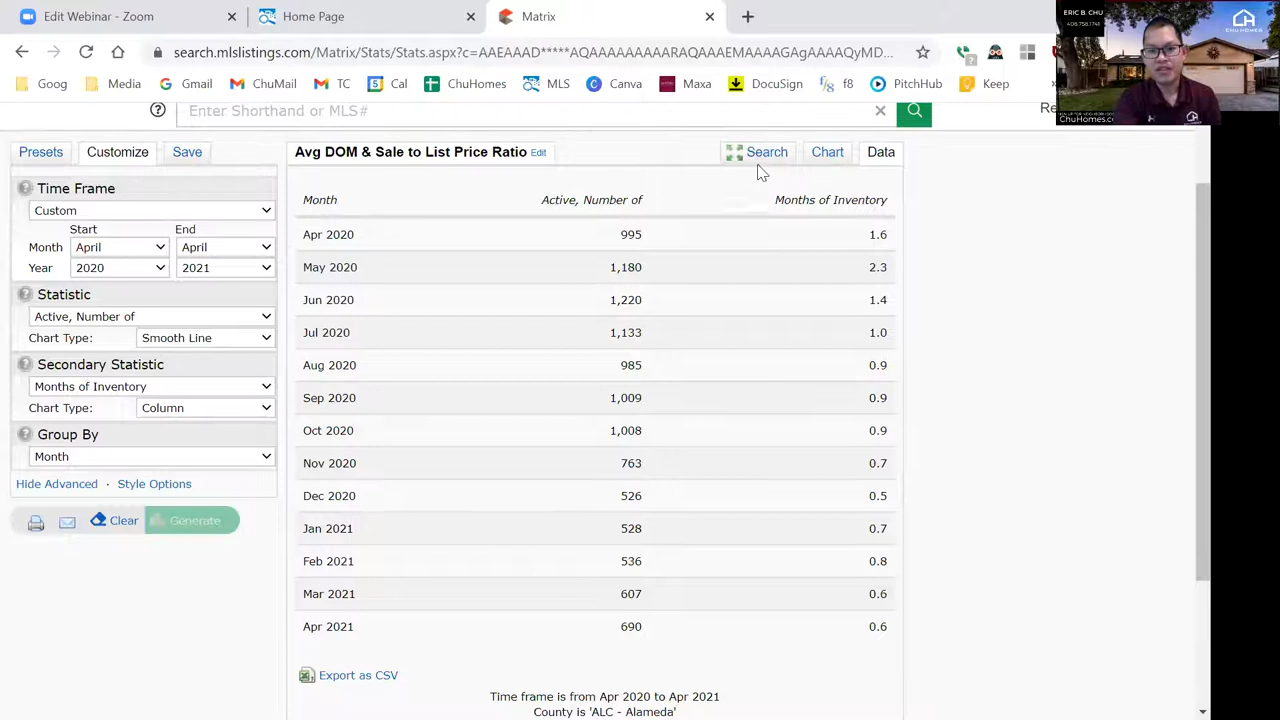 Edit Webinar - Zoom
Home Page
Matrix
search.mlslistings.com/Matrix/Stats/Stats.aspx?c=AAEAAAD*****AQAAAAAAAAARAQAAAEMAAAAGAgAAAAQyMD...
Goog
Media
Gmail
ChuMail
TC
Cal
ChuHomes
MLS
Canva
Maxa
DocuSign
f8
PitchHub
Keep
ERIC B. CHU
408.758.1741
CHU HOMES
ChuHomes.co
Enter Shorthand or MLS#
Re
Presets Customize Save
Avg DOM & Sale to List Price Ratio Edit
Search Chart Data
Time Frame
Custom
Start End
Month April April
Year 2020 2021
Statistic
Active, Number of
Chart Type: Smooth Line
Secondary Statistic
Months of Inventory
Chart Type: Column
Group By
Month
Hide Advanced · Style Options
Clear Generate
Month Active, Number of Months of Inventory
Apr 2020 995 1.6
May 2020 1,180 2.3
Jun 2020 1,220 1.4
Jul 2020 1,133 1.0
Aug 2020 985 0.9
Sep 2020 1,009 0.9
Oct 2020 1,008 0.9
Nov 2020 763 0.7
Dec 2020 526 0.5
Jan 2021 528 0.7
Feb 2021 536 0.8
Mar 2021 607 0.6
Apr 2021 690 0.6
Export as CSV
Time frame is from Apr 2020 to Apr 2021
County is 'ALC - Alameda'